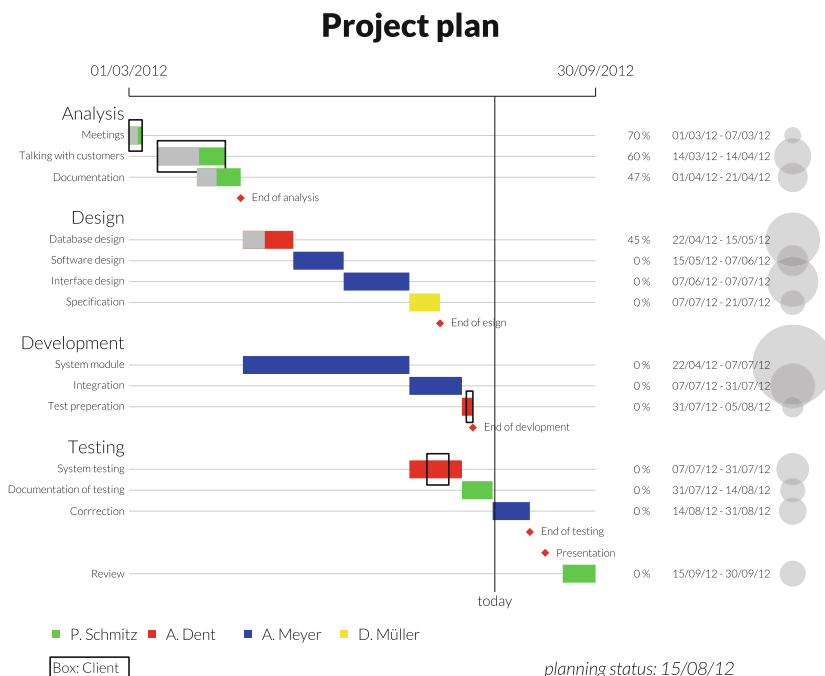 Project plan
01/03/2012 30/09/2012
Analysis
Meetings 70 % 01/03/12 - 07/03/12
Talking with customers 60 % 14/03/12 - 14/04/12
Documentation 47 % 01/04/12 - 21/04/12
End of analysis
Design
Database design 45 % 22/04/12 - 15/05/12
Software design 0 % 15/05/12 - 07/06/12
Interface design 0 % 07/06/12 - 07/07/12
Specification 0 % 07/07/12 - 21/07/12
End of esign
Development
System module 0 % 22/04/12 - 07/07/12
Integration 0 % 07/07/12 - 31/07/12
Test preperation 0 % 31/07/12 - 05/08/12
End of devlopment
Testing
System testing 0 % 07/07/12 - 31/07/12
Documentation of testing 0 % 31/07/12 - 14/08/12
Corrrection 0 % 14/08/12 - 31/08/12
End of testing
Presentation
Review 0 % 15/09/12 - 30/09/12
today
P. Schmitz A. Dent A. Meyer D. Müller
Box: Client planning status: 15/08/12